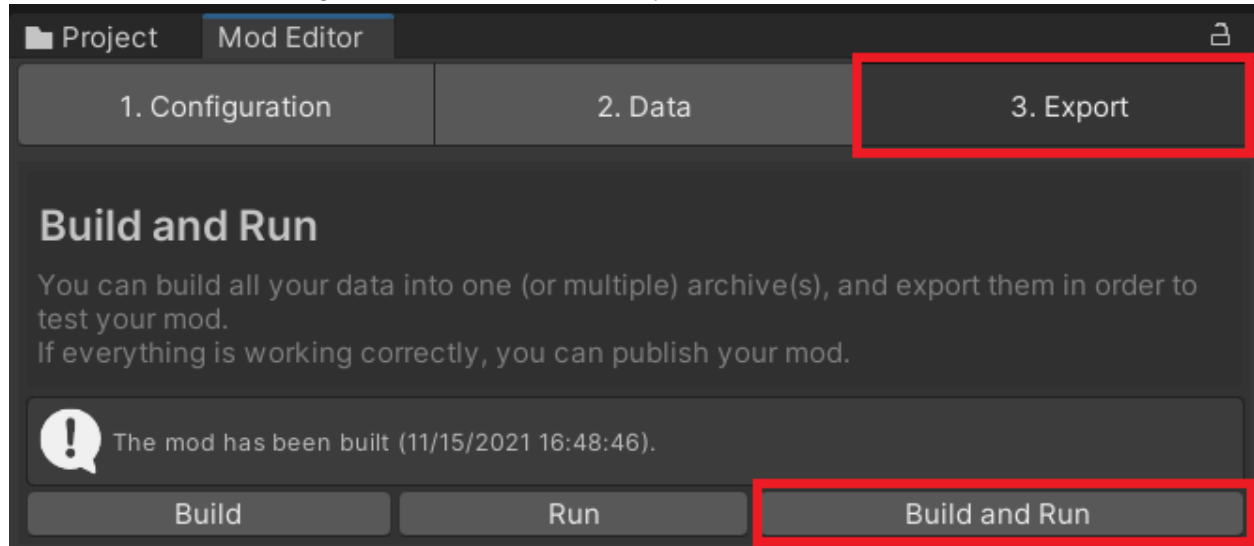 Project
Mod Editor
1. Configuration
2. Data
3. Export
Build and Run
You can build all your data into one (or multiple) archive(s), and export them in order to
test your mod.
If everything is working correctly, you can publish your mod.
The mod has been built (11/15/2021 16:48:46).
Build
Run
Build and Run